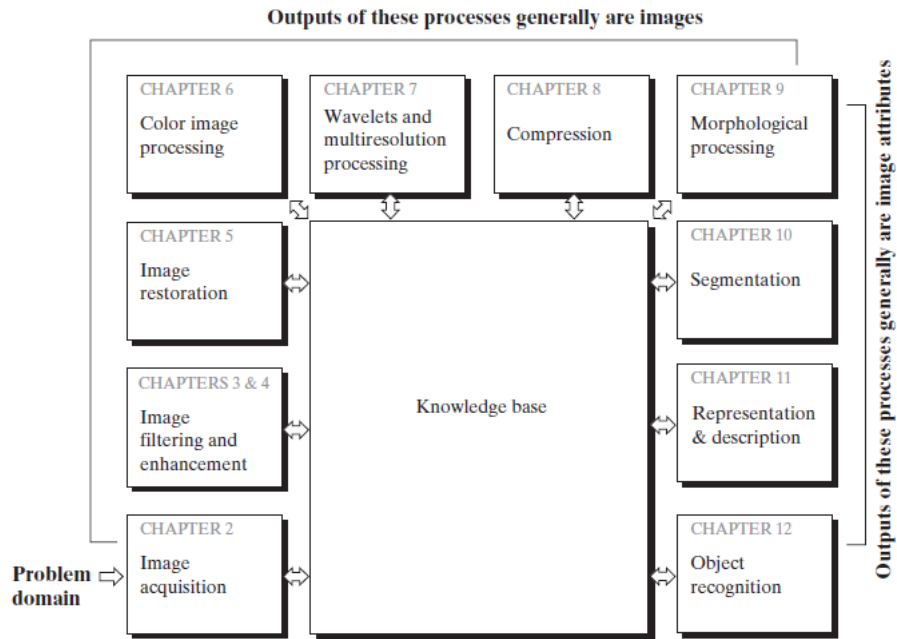 Outputs of these processes generally are images
CHAPTER 6
Color image
processing
CHAPTER 7
Wavelets and
multiresolution
processing
CHAPTER 8
Compression
CHAPTER 9
Morphological
processing
CHAPTER 5
Image
restoration
CHAPTER 10
Segmentation
CHAPTERS 3 & 4
Image
filtering and
enhancement
Knowledge base
CHAPTER 11
Representation
& description
CHAPTER 2
Image
acquisition
CHAPTER 12
Object
recognition
Problem
domain
Outputs of these processes generally are image attributes